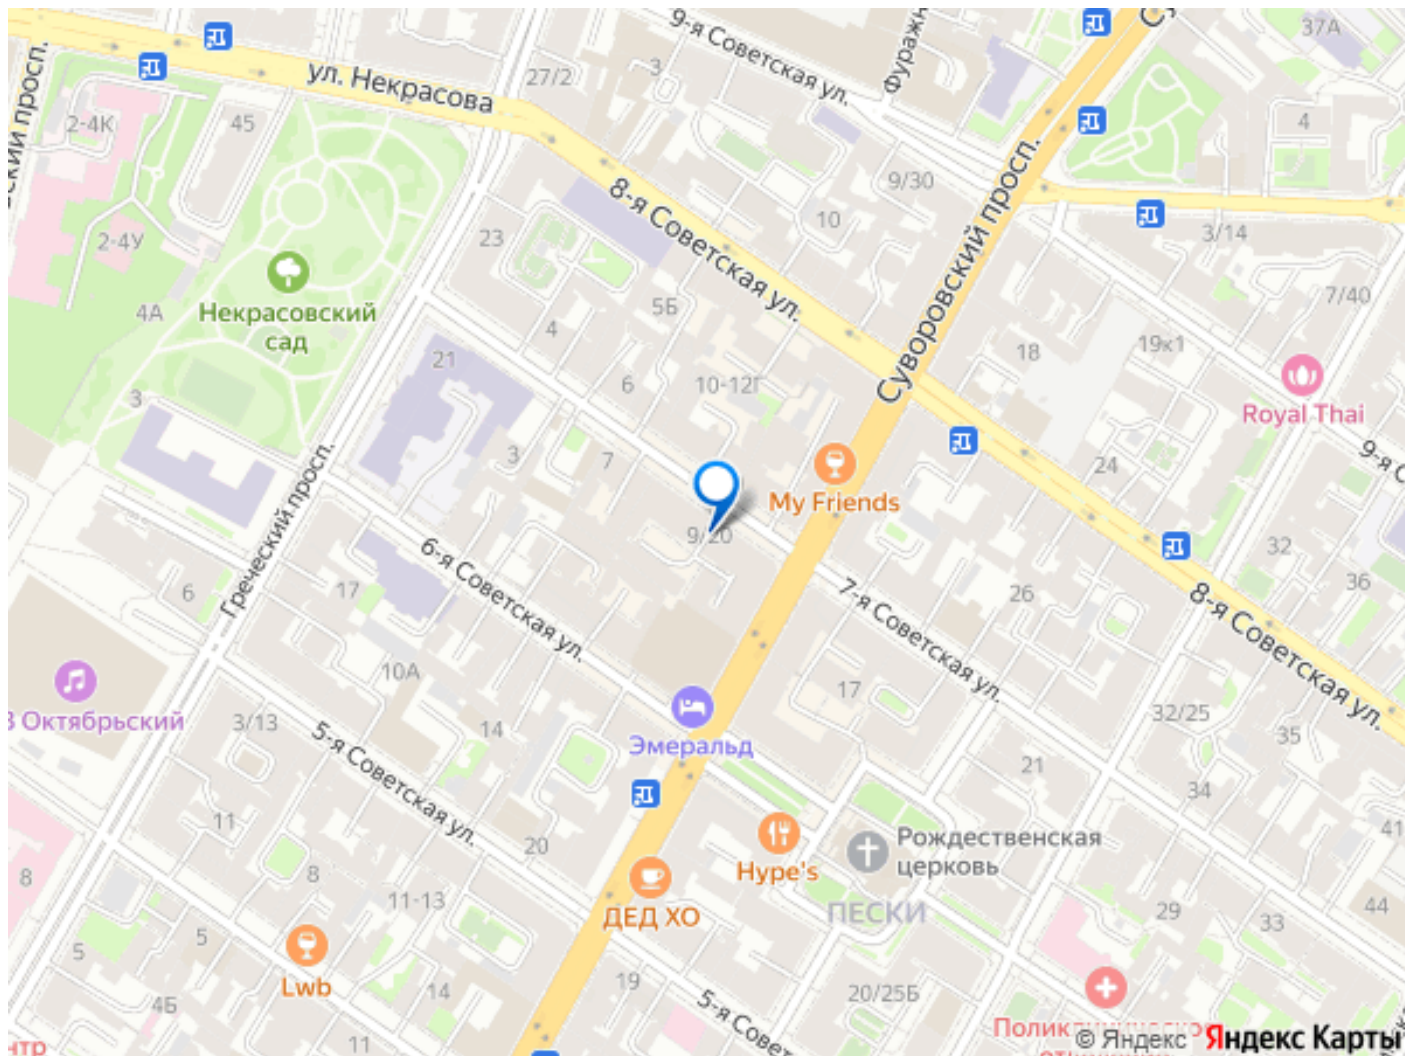 9-я Советская ул.
Фуражн
37А
27/2
3
ул. Некрасова
2-4К
45
4
Суворовский просп.
9/30
8-я Советская ул.
10
3/14
23
2-4У
Некрасовский
сад
4А
5Б
7/40
4
18
19к1
21
6
10-12Г
Royal Thai
3
3
7
24
9-я С
My Friends
9/20
Греческий просп.
6-я Советская ул.
32
36
6
17
7-я Советская ул.
26
8-я Советская ул.
10А
17
Октябрьский
3/13
14
Эмеральд
32/25
35
5-я Советская ул.
21
34
11
20
Hype's
Рождественская
церковь
41
8
8
ДЕД ХО
ПЕСКИ
11-13
29
33
44
5
5
Lwb
4Б
14
19
20/25Б
5-я Совет
11
нтр
© Яндекс Яндекс Карты